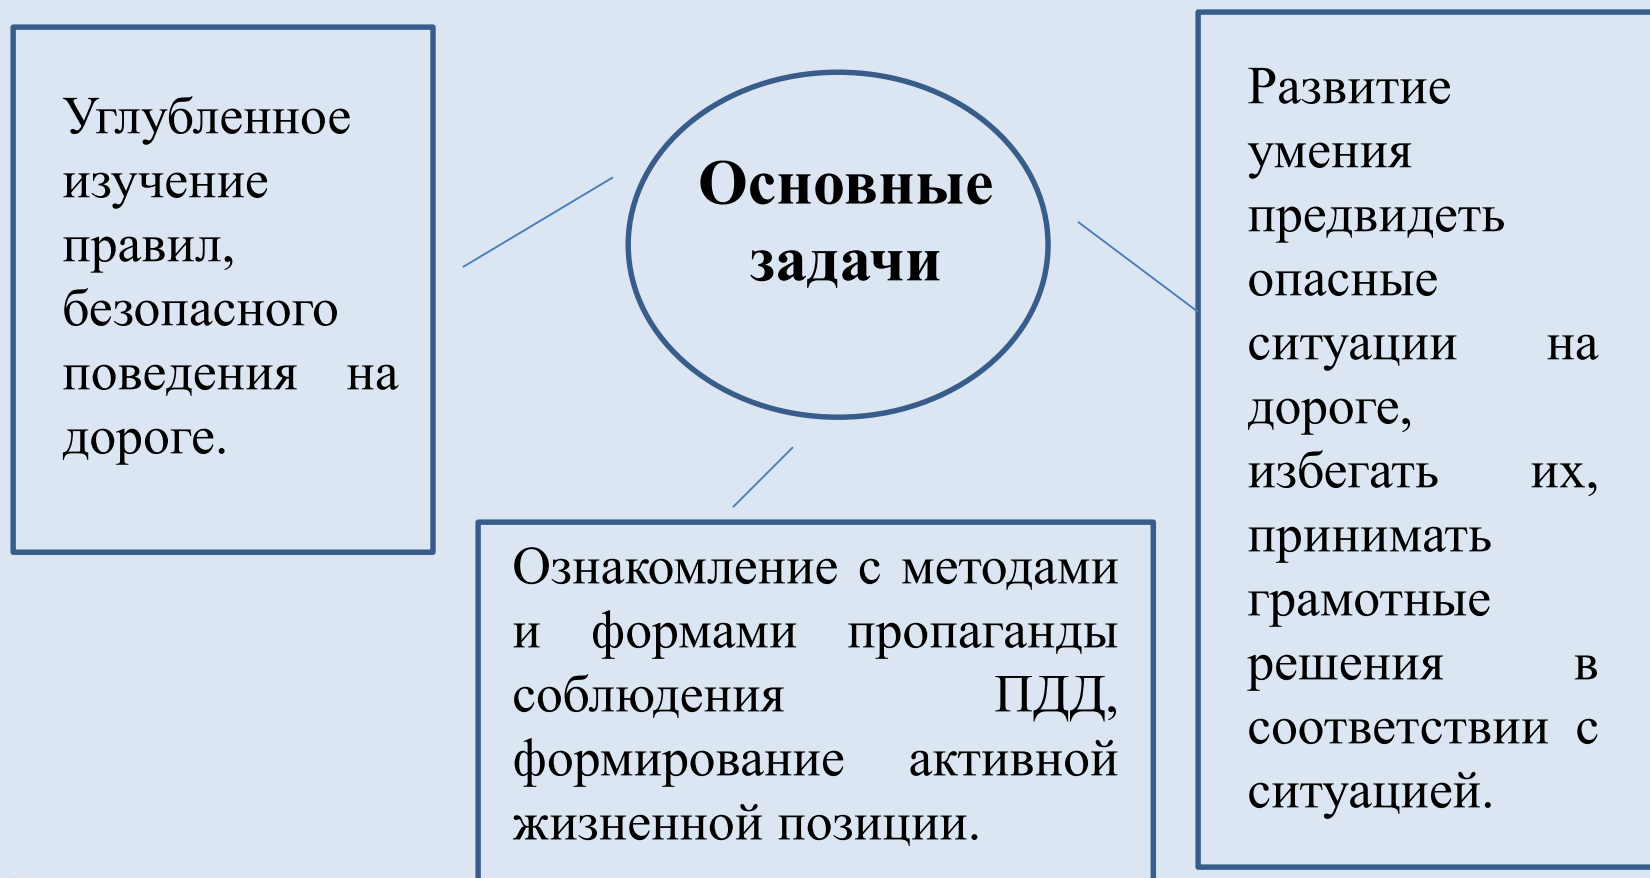 Углубленное
изучение
правил,
безопасного
поведения на
дороге.
Основные
задачи
Ознакомление с методами
и формами пропаганды
соблюдения ПДД,
формирование активной
жизненной позиции.
Развитие
умения
предвидеть
опасные
ситуации на
дороге,
избегать их,
принимать
грамотные
решения в
соответствии с
ситуацией.